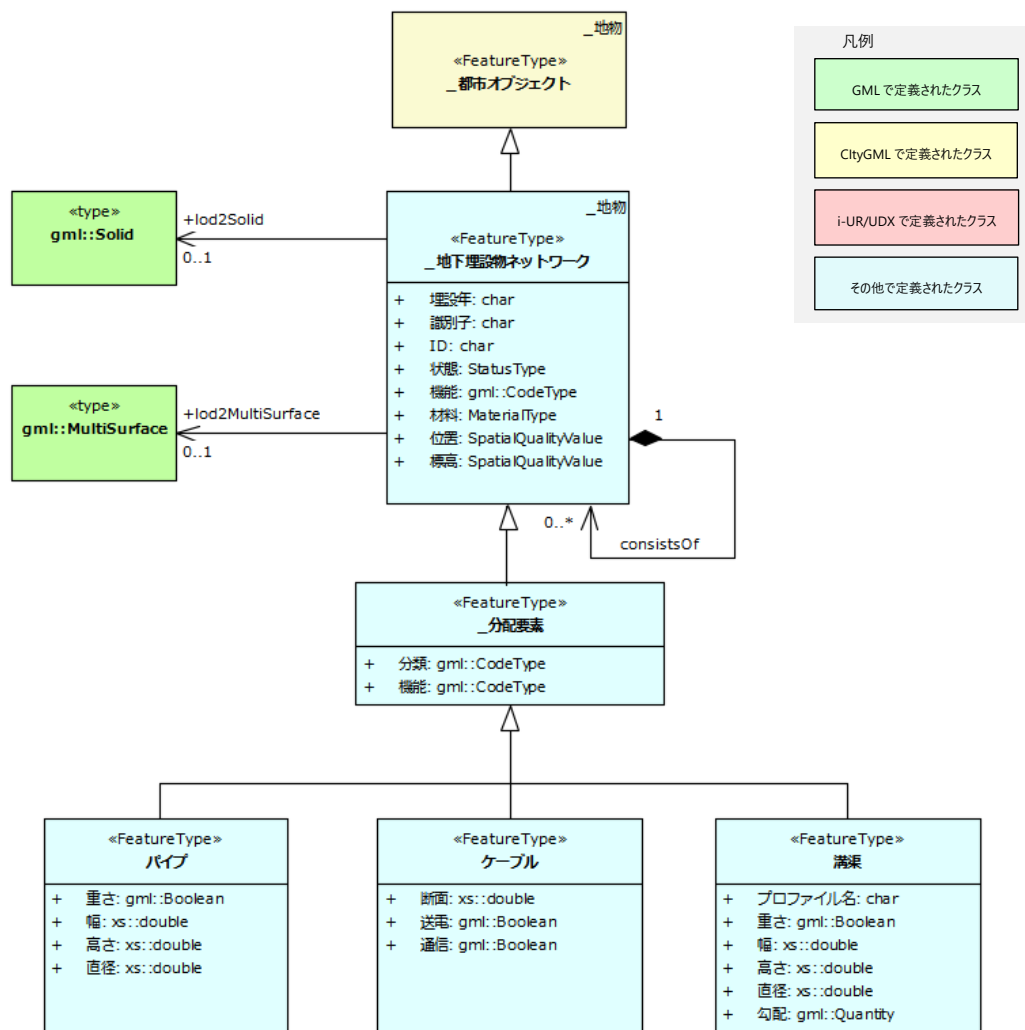 _地物
«FeatureType»
_都市オブジェクト
凡例
GML で定義されたクラス
CItyGML で定義されたクラス
i-UR/UDX で定義されたクラス
その他で定義されたクラス
«type»
gml::Solid
+lod2Solid
0..1
«type»
gml::MultiSurface
+lod2MultiSurface
0..1
_地物
«FeatureType»
_地下埋設物ネットワーク
+ 埋設年: char
+ 識別子: char
+ ID: char
+ 状態: StatusType
+ 機能: gml::CodeType
+ 材料: MaterialType
+ 位置: SpatialQualityValue
+ 標高: SpatialQualityValue
1
0..*
consistsOf
«FeatureType»
_分配要素
+ 分類: gml::CodeType
+ 機能: gml::CodeType
«FeatureType»
パイプ
+ 重さ: gml::Boolean
+ 幅: xs::double
+ 高さ: xs::double
+ 直径: xs::double
«FeatureType»
ケーブル
+ 断面: xs::double
+ 送電: gml::Boolean
+ 通信: gml::Boolean
«FeatureType»
溝渠
+ プロファイル名: char
+ 重さ: gml::Boolean
+ 幅: xs::double
+ 高さ: xs::double
+ 直径: xs::double
+ 勾配: gml::Quantity